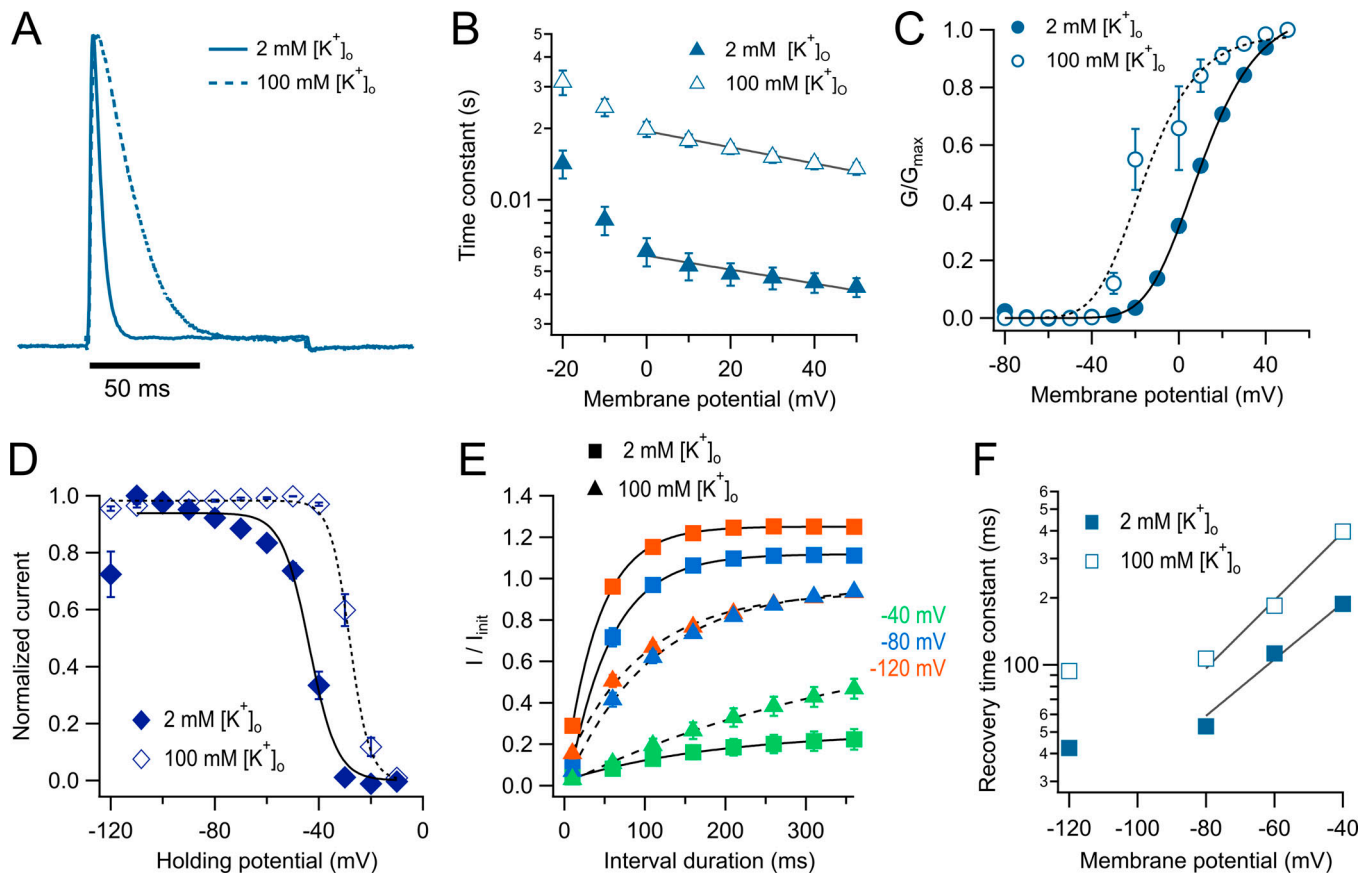 A
2 mM [K⁺]ₒ
100 mM [K⁺]ₒ
50 ms
B
5
4
3
2
0.01
6
5
4
3
Time constant (s)
2 mM [K⁺]O
100 mM [K⁺]O
-20
0
20
40
Membrane potential (mV)
C
1.0
0.8
0.6
0.4
0.2
0.0
G/Gmax
2 mM [K⁺]ₒ
100 mM [K⁺]ₒ
-80
-40
0
40
Membrane potential (mV)
D
1.0
0.8
0.6
0.4
0.2
0.0
Normalized current
2 mM [K⁺]ₒ
100 mM [K⁺]ₒ
-120
-80
-40
0
Holding potential (mV)
E
2 mM [K⁺]ₒ
100 mM [K⁺]ₒ
1.4
1.2
1.0
0.8
0.6
0.4
0.2
0.0
I / Iinit
-40 mV
-80 mV
-120 mV
0
100
200
300
Interval duration (ms)
F
6
5
4
3
2
100
6
5
4
3
Recovery time constant (ms)
2 mM [K⁺]ₒ
100 mM [K⁺]ₒ
-120
-100
-80
-60
-40
Membrane potential (mV)